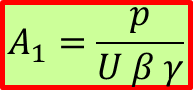 A₁ = p / (U β γ)